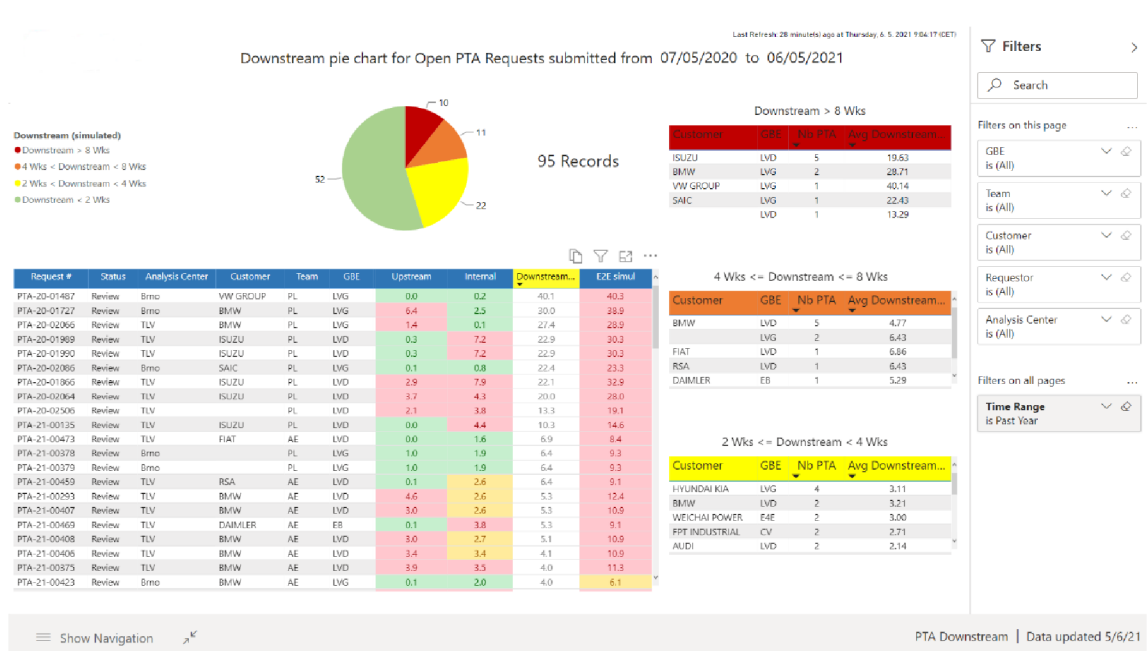 Last Refresh: 28 minute(s) ago at Thursday, 6. 5. 2021 9:04:17 (CET)
Downstream pie chart for Open PTA Requests submitted from 07/05/2020 to 06/05/2021
Downstream (simulated)
Downstream > 8 Wks
4 Wks < Downstream < 8 Wks
2 Wks < Downstream < 4 Wks
Downstream < 2 Wks
10
11
22
52
95 Records
Downstream > 8 Wks
Customer GBE Nb PTA Avg Downstream...
ISUZU LVD 5 19.63
BMW LVG 2 28.71
VW GROUP LVG 1 40.14
SAIC LVG 1 22.43
LVD 1 13.29
Request # Status Analysis Center Customer Team GBE Upstream Internal Downstream... E2E simul
PTA-20-01487 Review Brno VW GROUP PL LVG 0.0 0.2 40.1 40.3
PTA-20-01727 Review Brno BMW PL LVG 6.4 2.5 30.0 38.9
PTA-20-02066 Review TLV BMW PL LVG 1.4 0.1 27.4 28.9
PTA-20-01989 Review TLV ISUZU PL LVD 0.3 7.2 22.9 30.3
PTA-20-01990 Review TLV ISUZU PL LVD 0.3 7.2 22.9 30.3
PTA-20-02086 Review Brno SAIC PL LVG 0.1 0.8 22.4 23.3
PTA-20-01866 Review TLV ISUZU PL LVD 2.9 7.9 22.1 32.9
PTA-20-02064 Review TLV ISUZU PL LVD 3.7 4.3 20.0 28.0
PTA-20-02506 Review TLV PL LVD 2.1 3.8 13.3 19.1
PTA-21-00135 Review TLV ISUZU PL LVD 0.0 4.4 10.3 14.6
PTA-21-00473 Review TLV FIAT AE LVD 0.0 1.6 6.9 8.4
PTA-21-00378 Review Brno PL LVG 1.0 1.9 6.4 9.3
PTA-21-00379 Review Brno PL LVG 1.0 1.9 6.4 9.3
PTA-21-00459 Review TLV RSA AE LVD 0.1 2.6 6.4 9.1
PTA-21-00293 Review TLV BMW AE LVD 4.6 2.6 5.3 12.4
PTA-21-00407 Review TLV BMW AE LVD 3.0 2.6 5.3 10.9
PTA-21-00469 Review TLV DAIMLER AE EB 0.1 3.8 5.3 9.1
PTA-21-00408 Review TLV BMW AE LVD 3.0 2.7 5.1 10.9
PTA-21-00406 Review TLV BMW AE LVD 3.4 3.4 4.1 10.9
PTA-21-00375 Review TLV BMW AE LVD 3.9 3.5 4.0 11.3
PTA-21-00423 Review Brno BMW AE LVG 0.1 2.0 4.0 6.1
4 Wks <= Downstream <= 8 Wks
Customer GBE Nb PTA Avg Downstream...
BMW LVD 5 4.77
LVG 2 6.43
FIAT LVD 1 6.86
RSA LVD 1 6.43
DAIMLER EB 1 5.29
2 Wks <= Downstream < 4 Wks
Customer GBE Nb PTA Avg Downstream...
HYUNDAI KIA LVG 4 3.11
BMW LVD 2 3.21
WEICHAI POWER E4E 2 3.00
FPT INDUSTRIAL CV 2 2.71
AUDI LVD 2 2.14
Filters
Search
Filters on this page
GBE
is (All)
Team
is (All)
Customer
is (All)
Requestor
is (All)
Analysis Center
is (All)
Filters on all pages
Time Range
is Past Year
Show Navigation
PTA Downstream | Data updated 5/6/21